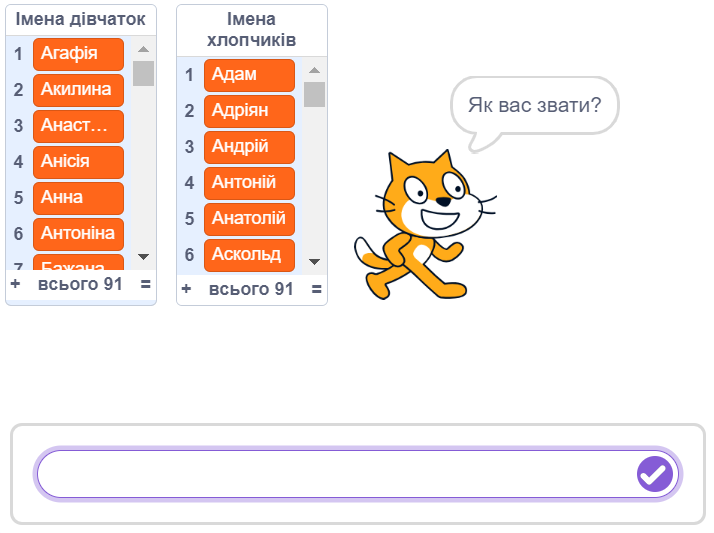 Імена дівчаток
1 Агафія
2 Акилина
3 Анаст…
4 Анісія
5 Анна
6 Антоніна
7 Бажана
+ всього 91 =
Імена
хлопчиків
1 Адам
2 Адріян
3 Андрій
4 Антоній
5 Анатолій
6 Аскольд
+ всього 91 =
Як вас звати?